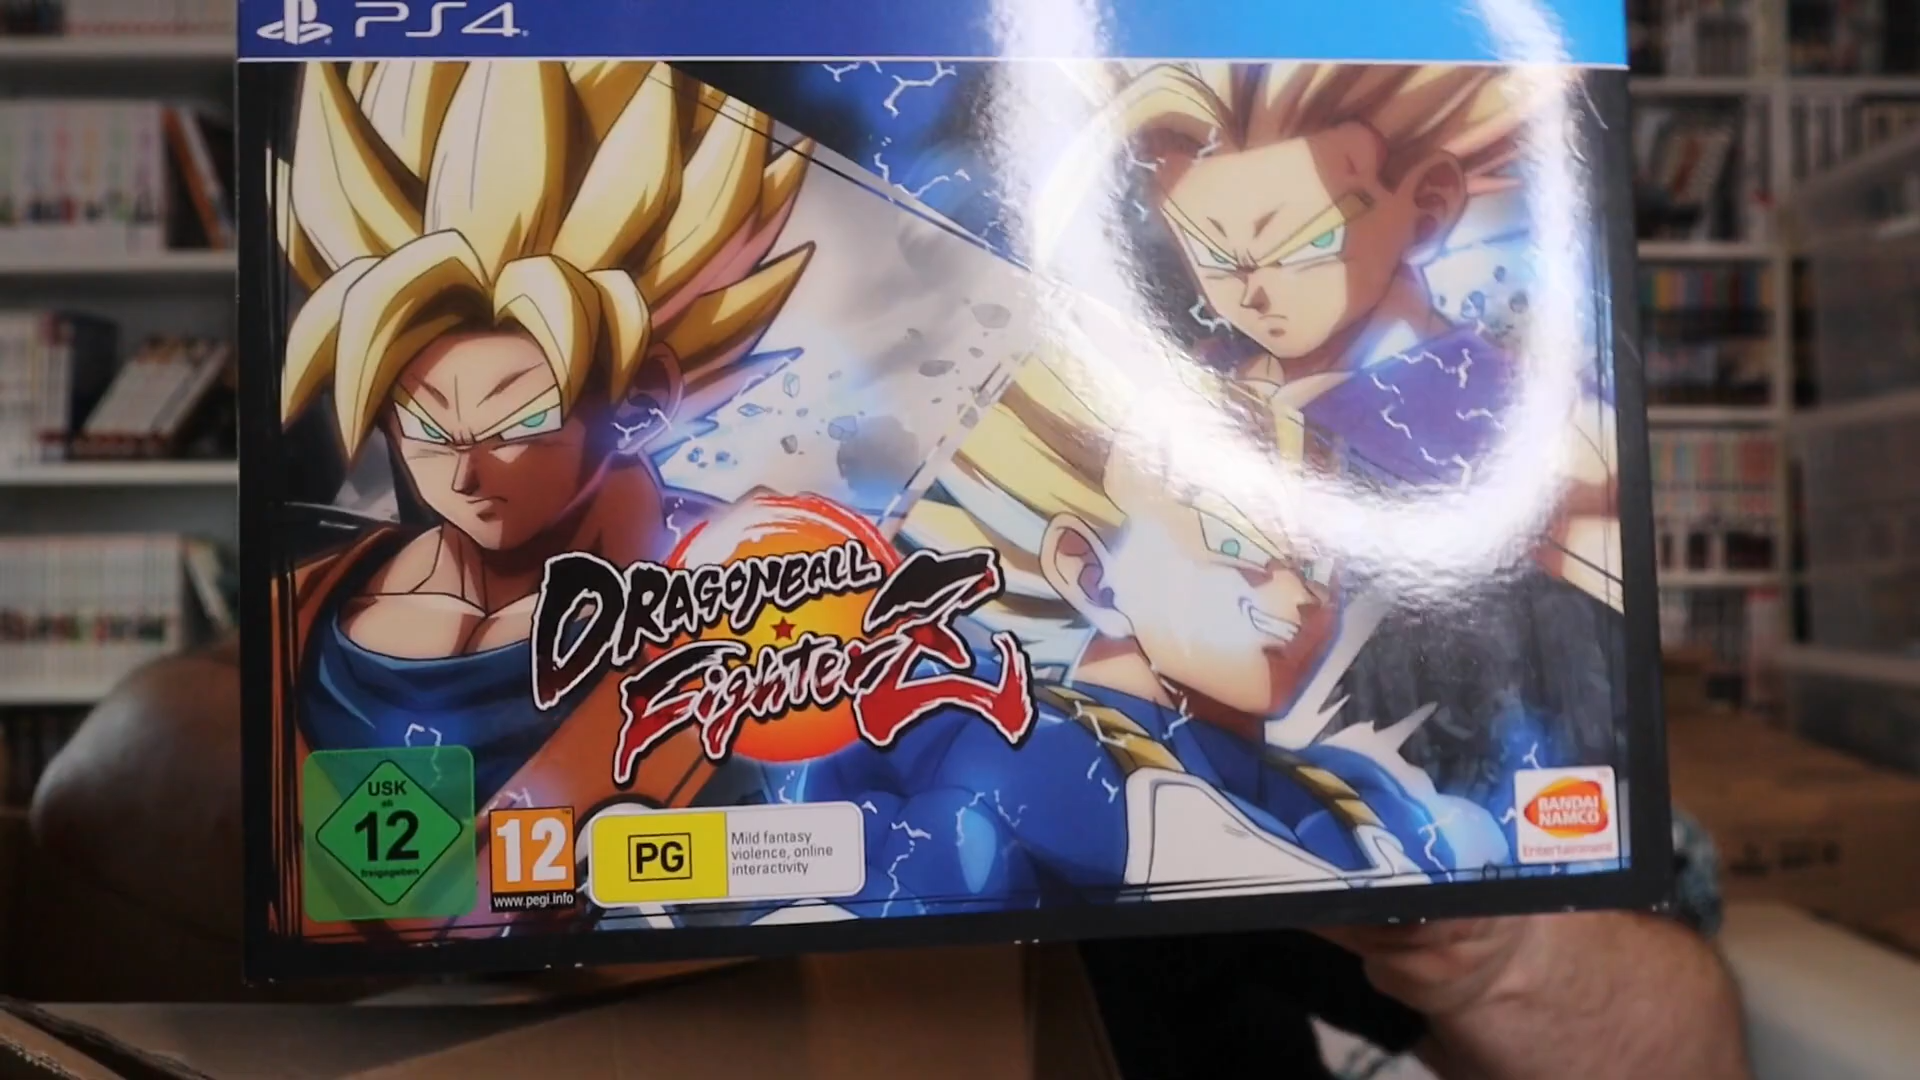 PS4
DRAGONBALL
FighterZ
USK
ab
12
freigegeben
12
www.pegi.info
PG
Mild fantasy
violence, online
interactivity
BANDAI
NAMCO
Entertainment